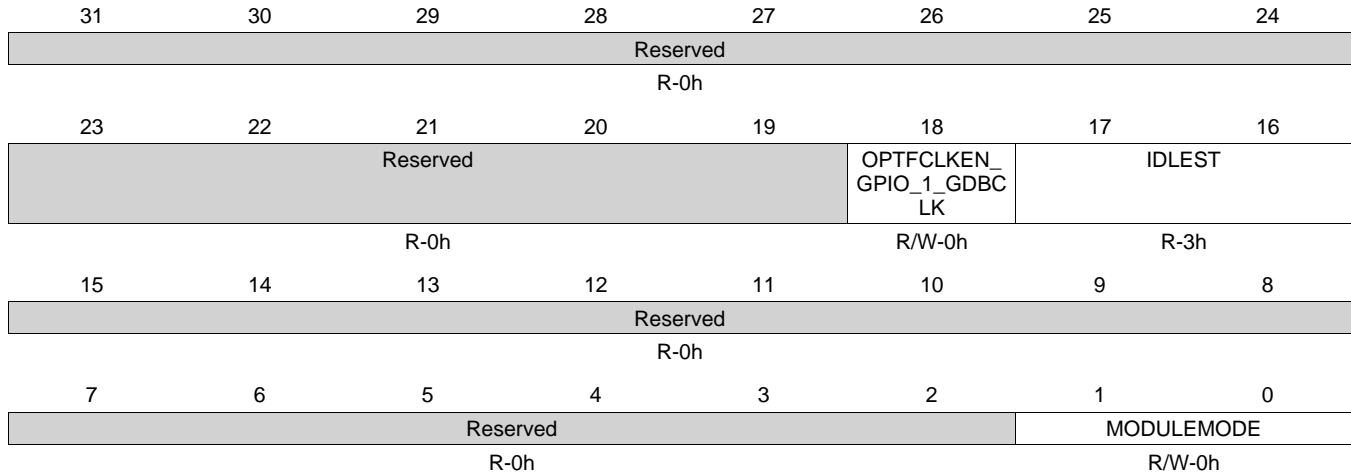 31 30 29 28 27 26 25 24
Reserved
R-0h
23 22 21 20 19 18 17 16
Reserved OPTFCLKEN_ IDLEST
GPIO_1_GDBC
LK
R-0h R/W-0h R-3h
15 14 13 12 11 10 9 8
Reserved
R-0h
7 6 5 4 3 2 1 0
Reserved MODULEMODE
R-0h R/W-0h